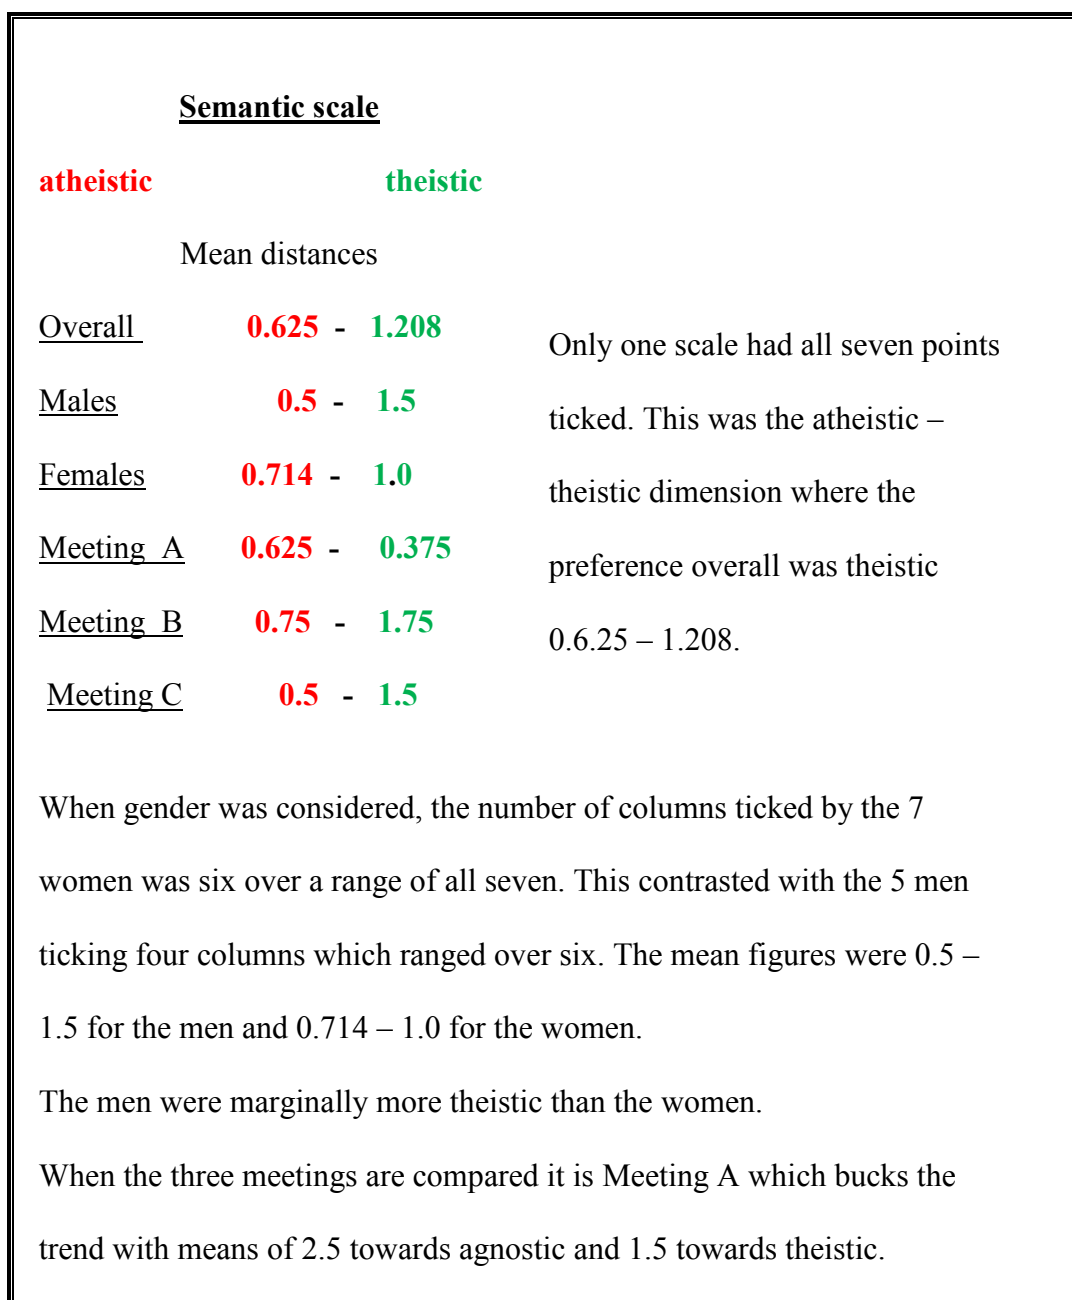 Semantic scale
atheistic theistic
Mean distances
Overall 0.625 - 1.208
Males 0.5 - 1.5
Females 0.714 - 1.0
Meeting A 0.625 - 0.375
Meeting B 0.75 - 1.75
Meeting C 0.5 - 1.5
Only one scale had all seven points
ticked. This was the atheistic –
theistic dimension where the
preference overall was theistic
0.6.25 – 1.208.
When gender was considered, the number of columns ticked by the 7
women was six over a range of all seven. This contrasted with the 5 men
ticking four columns which ranged over six. The mean figures were 0.5 –
1.5 for the men and 0.714 – 1.0 for the women.
The men were marginally more theistic than the women.
When the three meetings are compared it is Meeting A which bucks the
trend with means of 2.5 towards agnostic and 1.5 towards theistic.